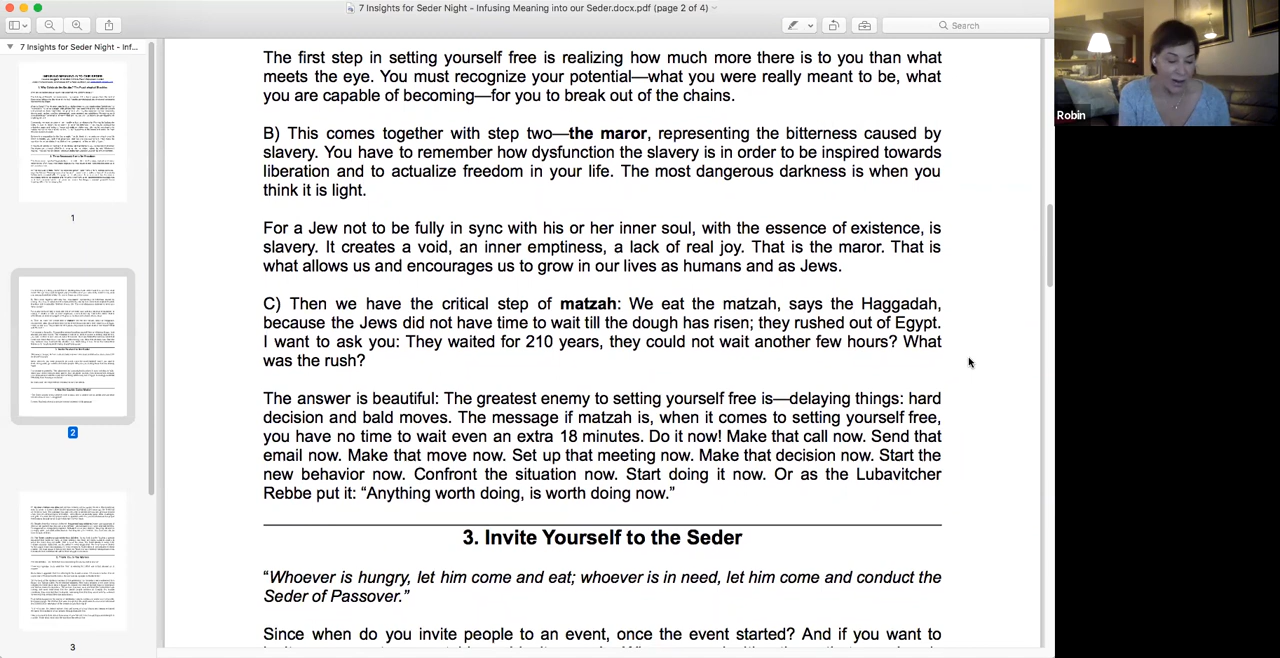 7 Insights for Seder Night - Infusing Meaning into our Seder.docx.pdf (page 2 of 4)
Search
7 Insights for Seder Night - Inf...
1
2
3
The first step in setting yourself free is realizing how much more there is to you than what
meets the eye. You must recognize your potential—what you were really meant to be, what
you are capable of becoming—for you to break out of the chains.
B) This comes together with step two—the maror, representing the bitterness caused by
slavery. You have to remember how dysfunction the slavery is in order to be inspired towards
liberation and to actualize freedom in your life. The most dangerous darkness is when you
think it is light.
For a Jew not to be fully in sync with his or her inner soul, with the essence of existence, is
slavery. It creates a void, an inner emptiness, a lack of real joy. That is the maror. That is
what allows us and encourages us to grow in our lives as humans and as Jews.
C) Then we have the critical step of matzah: We eat the matzah, says the Haggadah,
because the Jews did not have time to wait till the dough has risen; they rushed out of Egypt.
I want to ask you: They waited for 210 years, they could not wait another few hours? What
was the rush?
The answer is beautiful: The greatest enemy to setting yourself free is—delaying things: hard
decision and bald moves. The message if matzah is, when it comes to setting yourself free,
you have no time to wait even an extra 18 minutes. Do it now! Make that call now. Send that
email now. Make that move now. Set up that meeting now. Make that decision now. Start the
new behavior now. Confront the situation now. Start doing it now. Or as the Lubavitcher
Rebbe put it: “Anything worth doing, is worth doing now.”
3. Invite Yourself to the Seder
“Whoever is hungry, let him come and eat; whoever is in need, let him come and conduct the
Seder of Passover.”
Since when do you invite people to an event, once the event started? And if you want to
Robin